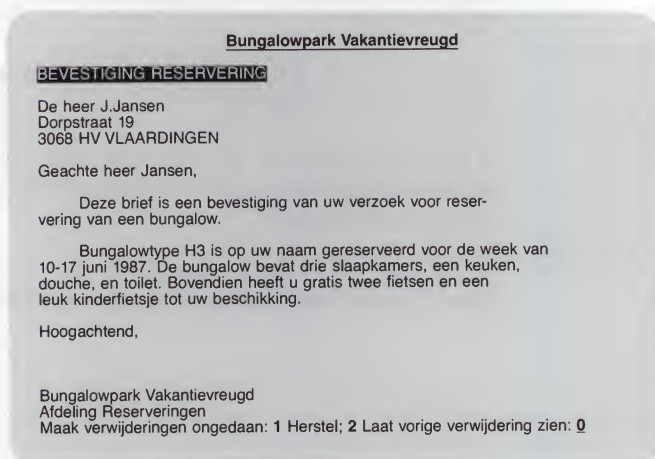 Bungalowpark Vakantievreugd
BEVESTIGING RESERVERING
De heer J.Jansen
Dorpstraat 19
3068 HV VLAARDINGEN
Geachte heer Jansen,
Deze brief is een bevestiging van uw verzoek voor reser-
vering van een bungalow.
Bungalowtype H3 is op uw naam gereserveerd voor de week van
10-17 juni 1987. De bungalow bevat drie slaapkamers, een keuken,
douche, en toilet. Bovendien heeft u gratis twee fietsen en een
leuk kinderfietsje tot uw beschikking.
Hoogachtend,
Bungalowpark Vakantievreugd
Afdeling Reserveringen
Maak verwijderingen ongedaan: 1 Herstel; 2 Laat vorige verwijdering zien: 0